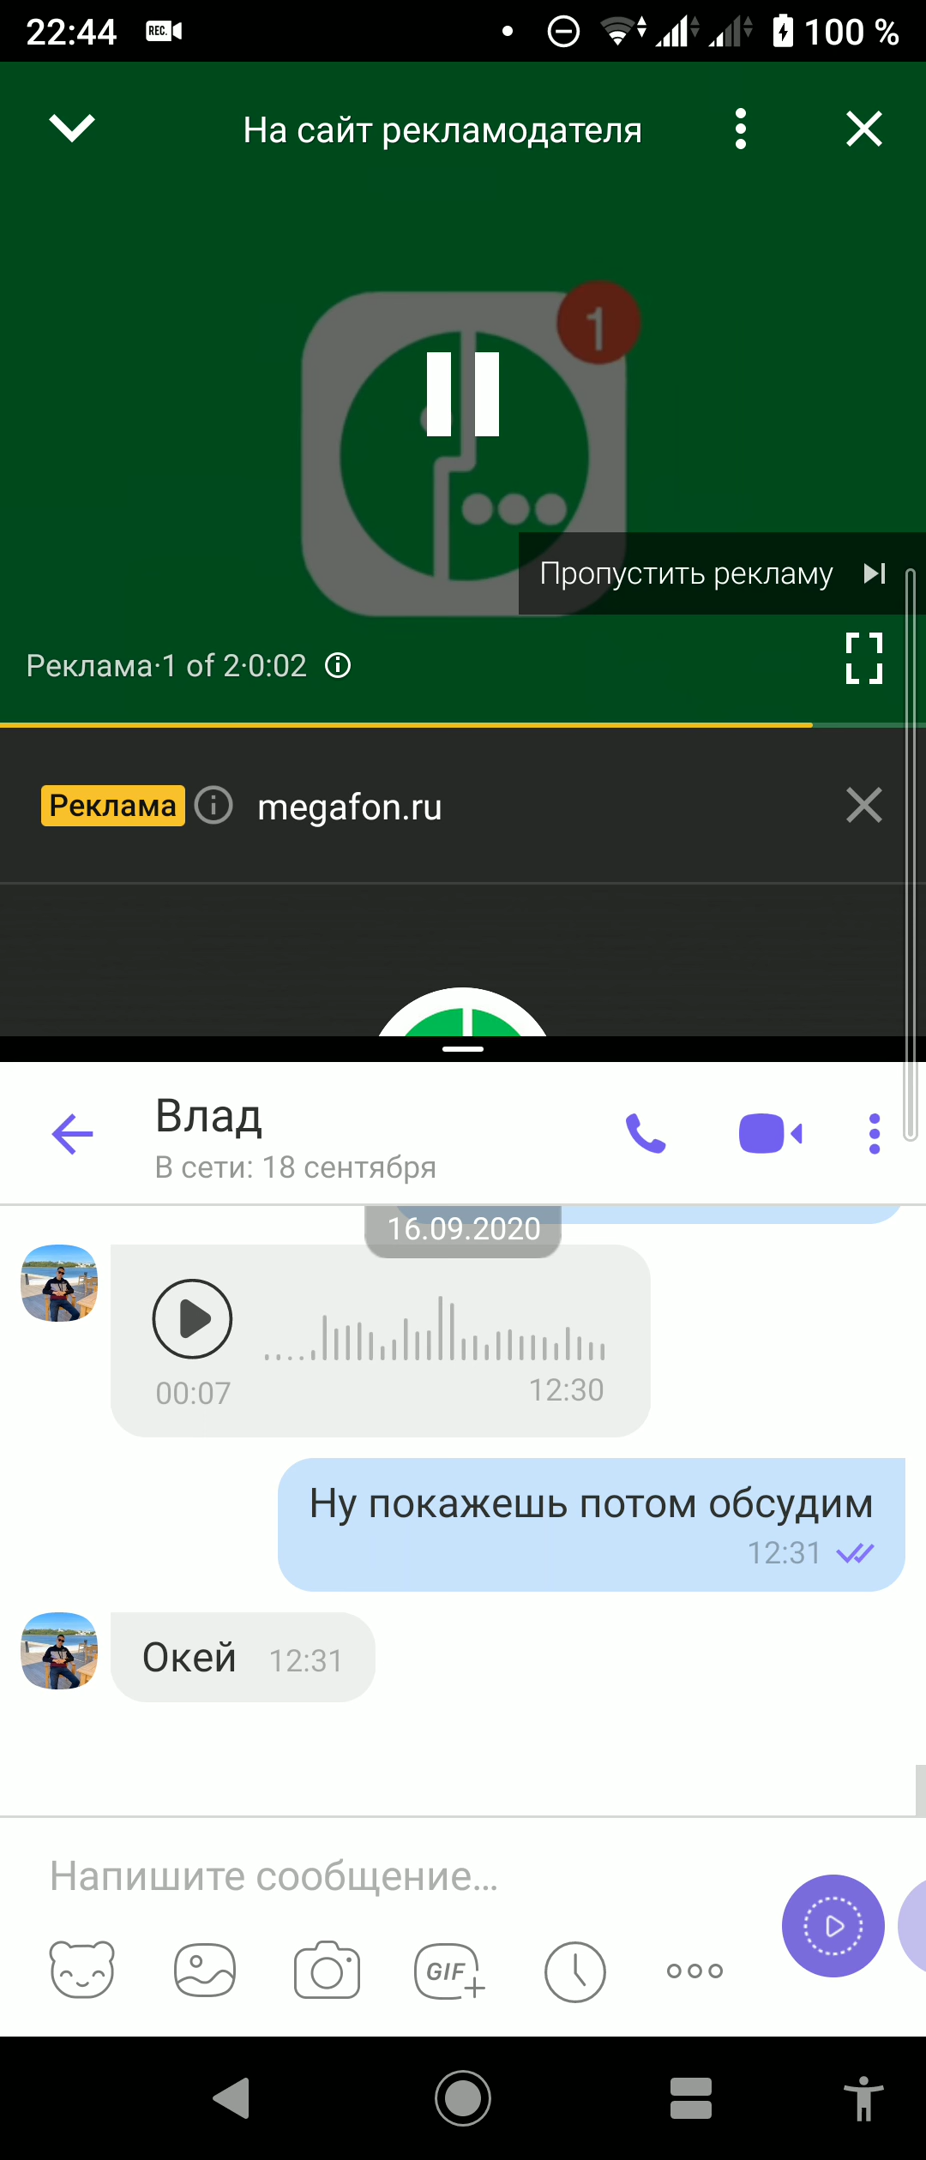 22:44 REC. 100 %
На сайт рекламодателя
1
Пропустить рекламу
Реклама·1 of 2·0:02
Реклама megafon.ru
Влад
В сети: 18 сентября
16.09.2020
00:07 12:30
Ну покажешь потом обсудим
12:31
Окей 12:31
Напишите сообщение...
GIF